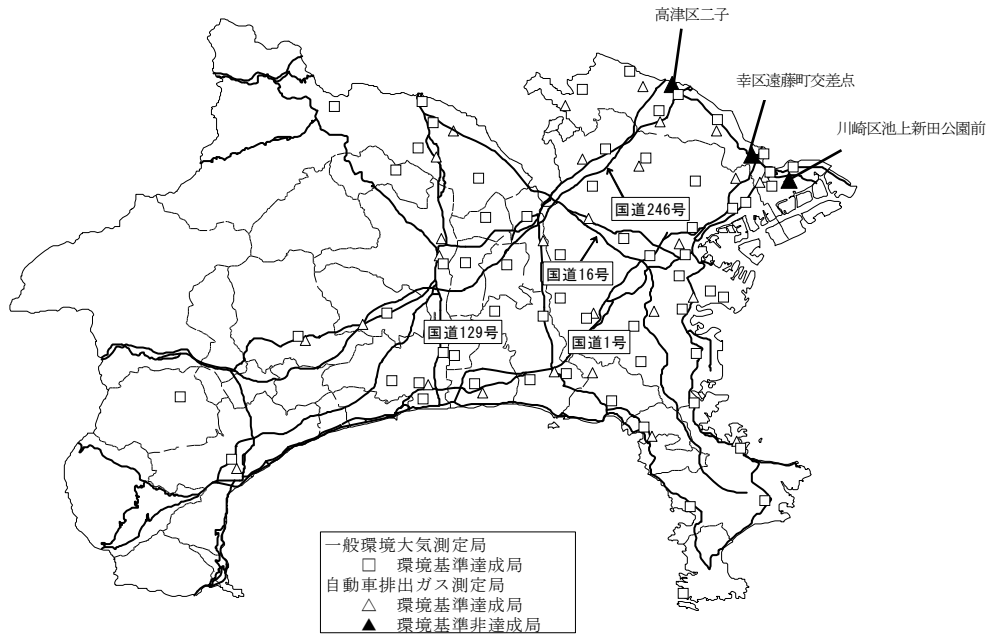 高津区二子
幸区遠藤町交差点
川崎区池上新田公園前
国道246号
国道16号
国道129号
国道1号
一般環境大気測定局
□ 環境基準達成局
自動車排出ガス測定局
△ 環境基準達成局
▲ 環境基準非達成局